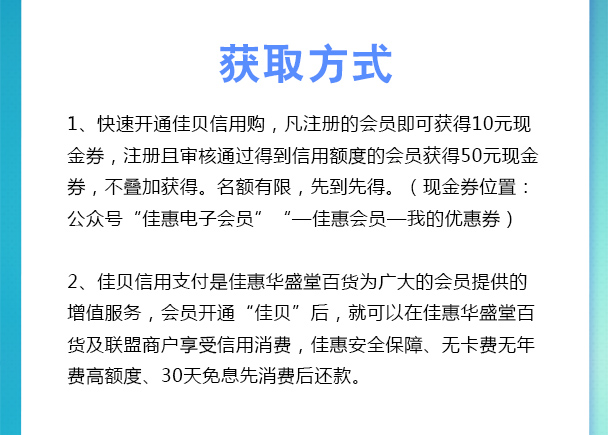 获取方式
1、快速开通佳贝信用购，凡注册的会员即可获得10元现
金券，注册且审核通过得到信用额度的会员获得50元现金
券，不叠加获得。名额有限，先到先得。（现金券位置：
公众号“佳惠电子会员”“—佳惠会员—我的优惠券）
2、佳贝信用支付是佳惠华盛堂百货为广大的会员提供的
增值服务，会员开通“佳贝”后，就可以在佳惠华盛堂百
货及联盟商户享受信用消费，佳惠安全保障、无卡费无年
费高额度、30天免息先消费后还款。